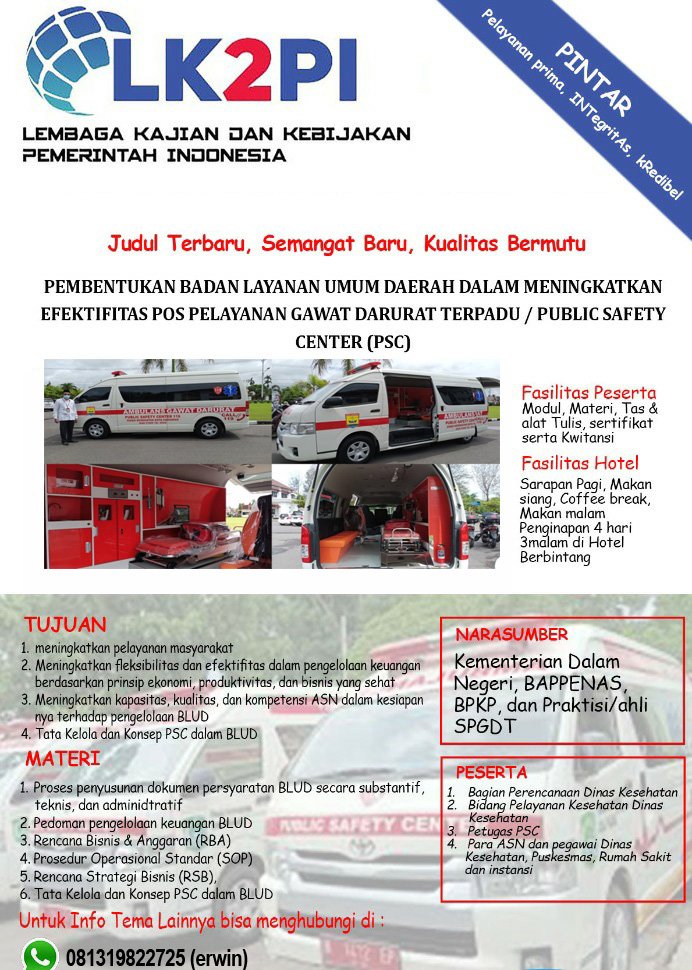 LK2PI
LEMBAGA KAJIAN DAN KEBIJAKAN
PEMERINTAH INDONESIA
PINTAR
Pelayanan prima, INTegritAs, kRedibel
Judul Terbaru, Semangat Baru, Kualitas Bermutu
PEMBENTUKAN BADAN LAYANAN UMUM DAERAH DALAM MENINGKATKAN
EFEKTIFITAS POS PELAYANAN GAWAT DARURAT TERPADU / PUBLIC SAFETY
CENTER (PSC)
AMBULANS GAWAT DARURAT
PUBLIC SAFETY CENTER 119
Fasilitas Peserta
Modul, Materi, Tas &
alat Tulis, sertifikat
serta Kwitansi
Fasilitas Hotel
Sarapan Pagi, Makan
siang, Coffee break,
Makan malam
Penginapan 4 hari
3malam di Hotel
Berbintang
TUJUAN
1. meningkatkan pelayanan masyarakat
2. Meningkatkan fleksibilitas dan efektifitas dalam pengelolaan keuangan
berdasarkan prinsip ekonomi, produktivitas, dan bisnis yang sehat
3. Meningkatkan kapasitas, kualitas, dan kompetensi ASN dalam kesiapan
nya terhadap pengelolaan BLUD
4. Tata Kelola dan Konsep PSC dalam BLUD
MATERI
1. Proses penyusunan dokumen persyaratan BLUD secara substantif,
teknis, dan adminidtratif
2. Pedoman pengelolaan keuangan BLUD
3. Rencana Bisnis & Anggaran (RBA)
4. Prosedur Operasional Standar (SOP)
5. Rencana Strategi Bisnis (RSB),
6. Tata Kelola dan Konsep PSC dalam BLUD
NARASUMBER
Kementerian Dalam
Negeri, BAPPENAS,
BPKP, dan Praktisi/ahli
SPGDT
PESERTA
1. Bagian Perencanaan Dinas Kesehatan
2. Bidang Pelayanan Kesehatan Dinas
Kesehatan
3. Petugas PSC
4. Para ASN dan pegawai Dinas
Kesehatan, Puskesmas, Rumah Sakit
dan instansi
PUBLIC SAFETY CENTE
Untuk Info Tema Lainnya bisa menghubungi di :
081319822725 (erwin)